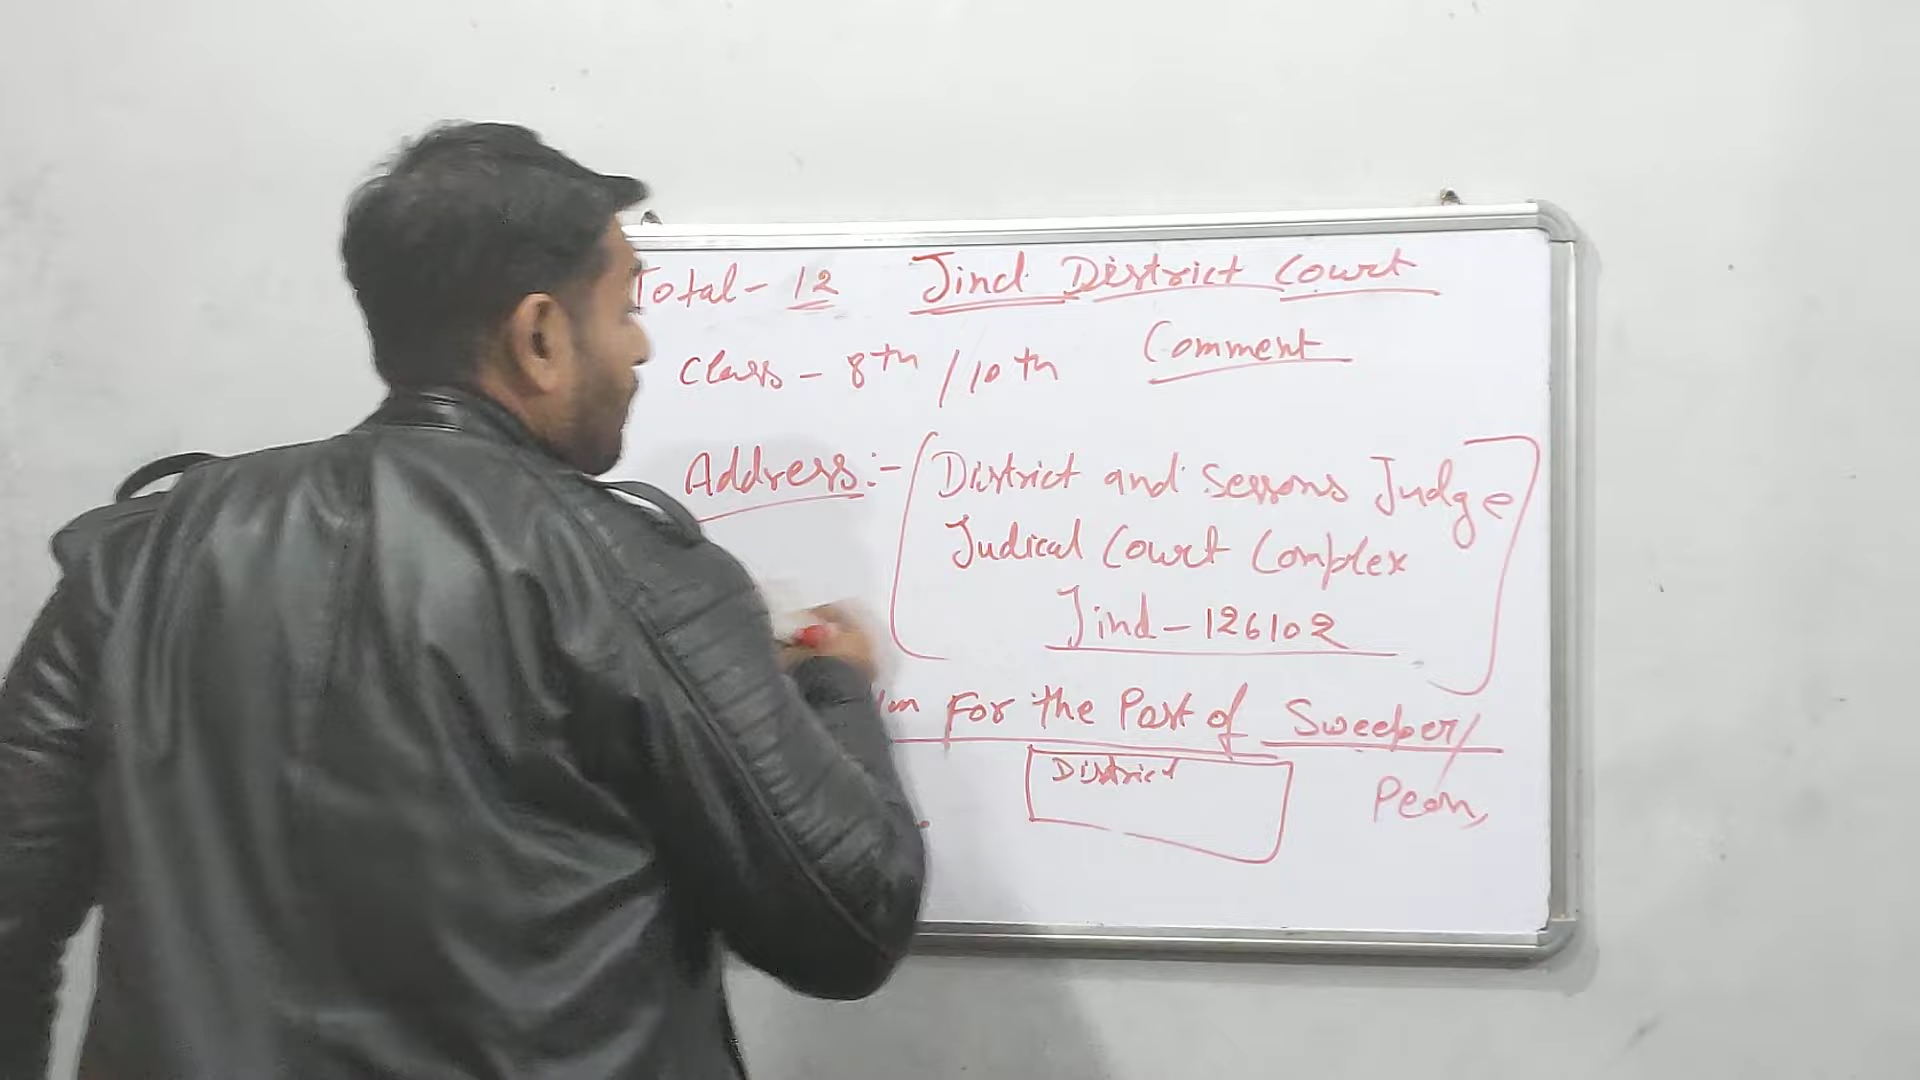 Total - 12 Jind District Court
Class - 8th / 10th Comment
Address :- District and Sessons Judge
Judical Court Complex
Jind - 126102
For the Post of Sweeper/
Peon,
District